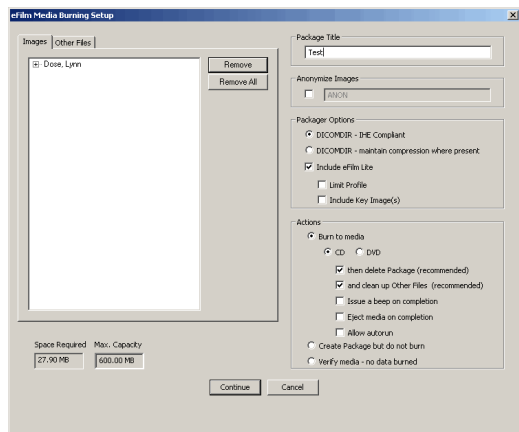 eFilm Media Burning Setup
Images
Other Files
Dose, Lynn
Remove
Remove All
Space Required
Max. Capacity
27.90 MB
600.00 MB
Package Title
Test
Anonymize Images
ANON
Packager Options
DICOMDIR - IHE Compliant
DICOMDIR - maintain compression where present
Include eFilm Lite
Limit Profile
Include Key Image(s)
Actions
Burn to media
CD
DVD
then delete Package (recommended)
and clean up Other Files (recommended)
Issue a beep on completion
Eject media on completion
Allow autorun
Create Package but do not burn
Verify media - no data burned
Continue
Cancel